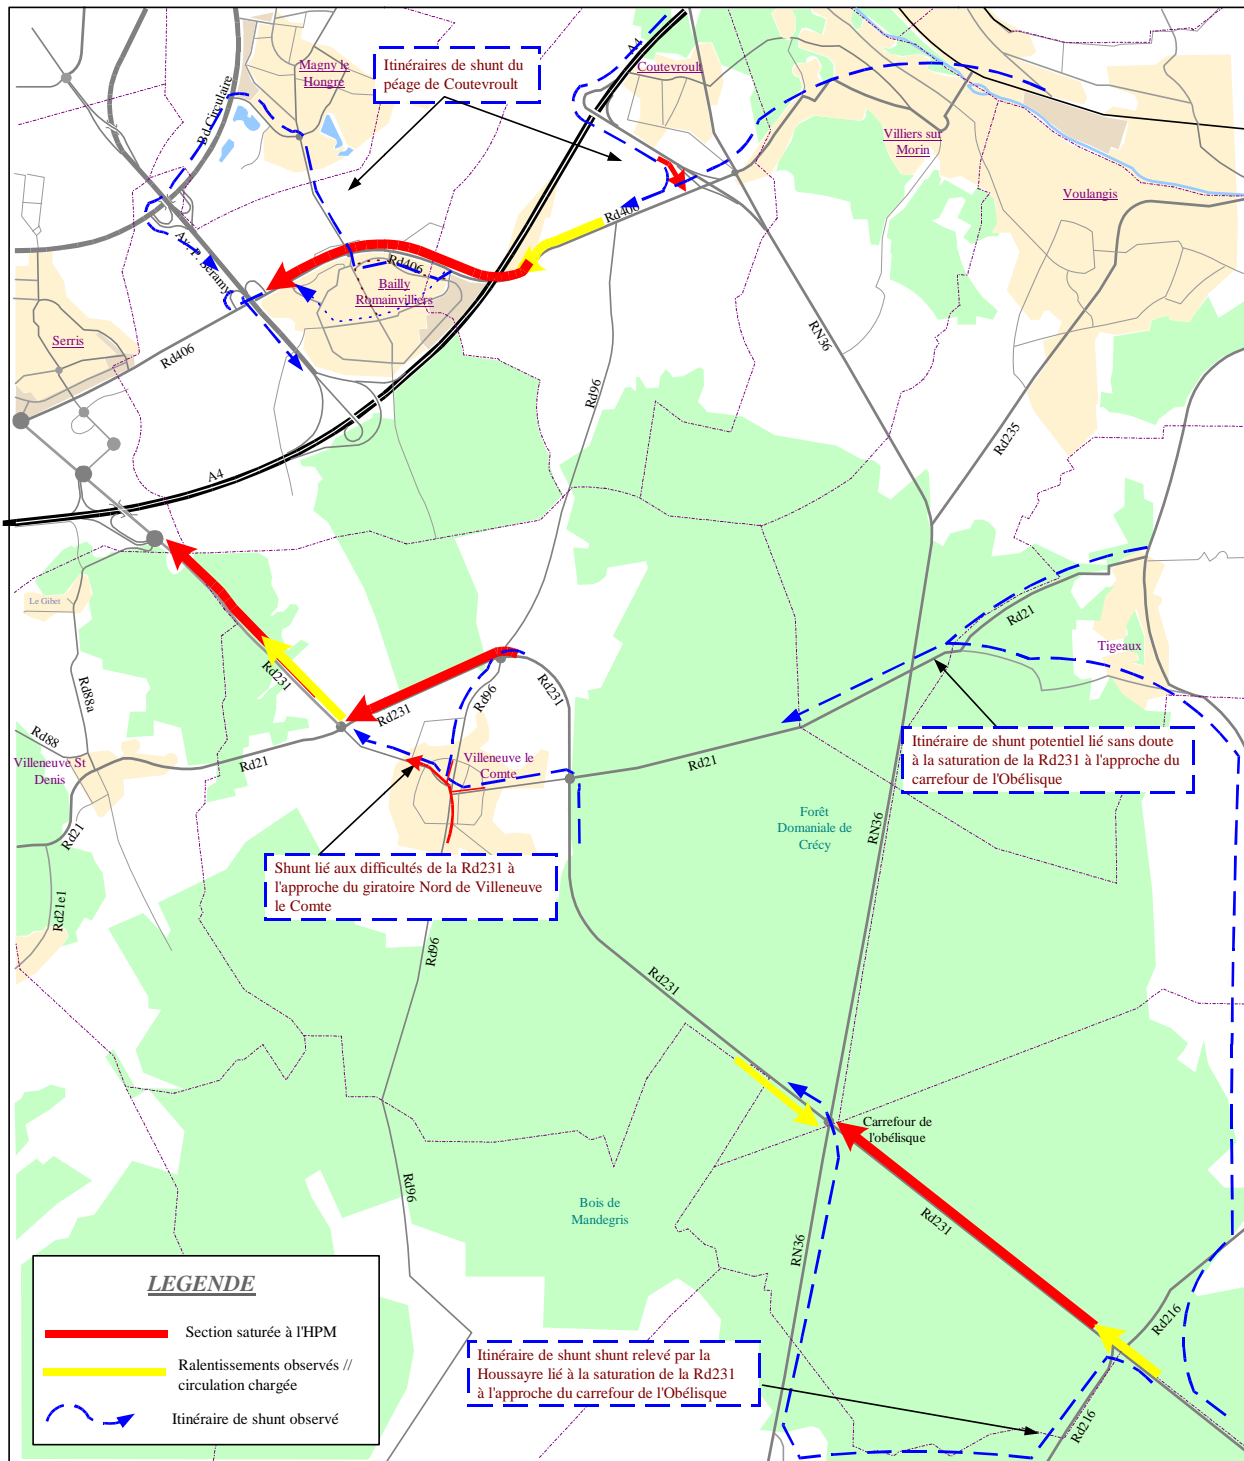 Itinéraires de shunt du
péage de Coutevroult
Magny le
Hongre
Bd Circulaire
A4
Coutevroult
Villiers sur
Morin
Voulangis
Rd406
Av. P. Séramy
Rd406
Bailly
Romainvilliers
Serris
Rd406
RN36
Rd96
Rd235
A4
Le Gibet
Rd21
Tigeaux
Rd231
Rd88a
Rd96
Rd231
Rd231
Rd88
Villeneuve St
Denis
Rd21
Villeneuve le
Comte
Rd21
Itinéraire de shunt potentiel lié sans doute
à la saturation de la Rd231 à l'approche du
carrefour de l'Obélisque
Forêt
Domaniale de
Crécy
RN36
Rd21
Shunt lié aux difficultés de la Rd231 à
l'approche du giratoire Nord de Villeneuve
le Comte
Rd21e1
Rd96
Rd231
Carrefour de
l'obélisque
Rd96
Bois de
Mandegris
Rd231
RN36
LEGENDE
Section saturée à l'HPM
Ralentissements observés //
circulation chargée
Itinéraire de shunt observé
Rd216
Itinéraire de shunt shunt relevé par la
Houssayre lié à la saturation de la Rd231
à l'approche du carrefour de l'Obélisque
Rd216